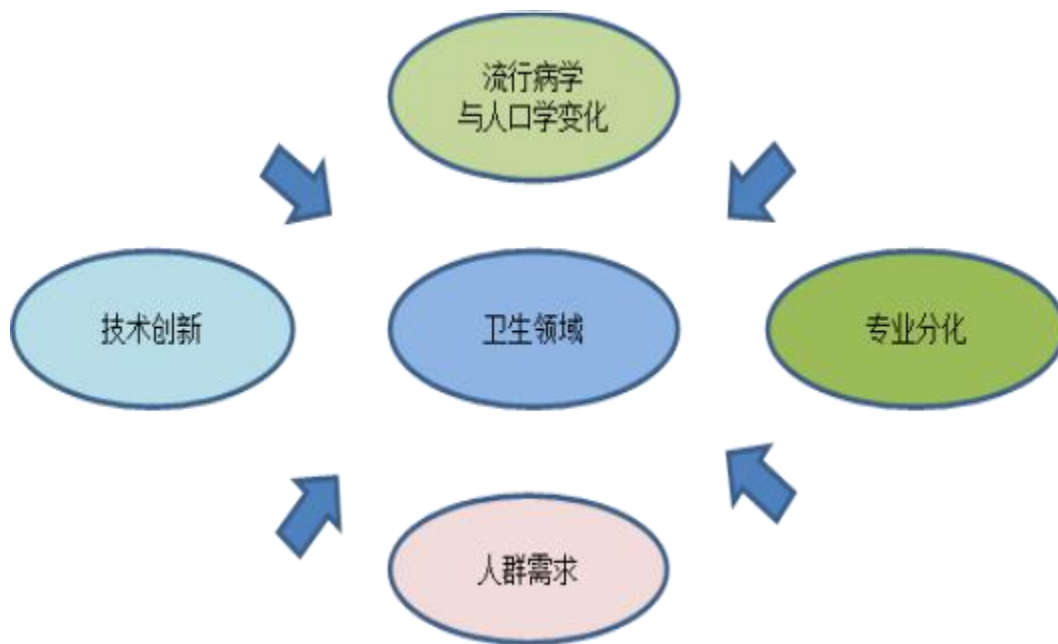 流行病学
与人口学变化
技术创新
卫生领域
专业分化
人群需求